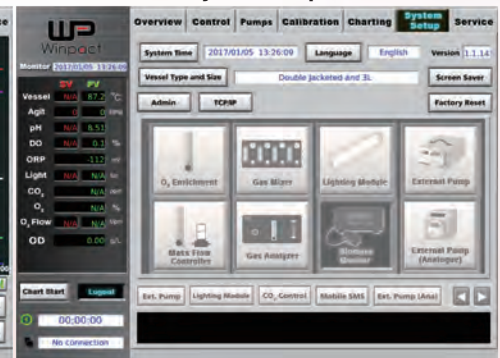 WP
Winpact
Monitor 2017/01/05 13:26:09
SV PV
Vessel N/A 87.2 °C
Agit 0 0 RPM
pH N/A 8.51
DO N/A 0.1 %
ORP -112 mV
Light N/A N/A
CO₂ N/A
O₂ N/A %
O₂ Flow N/A N/A
OD 0.00
Chart Start Logout
00:00:00
No connection
Overview Control Pumps Calibration Charting System Setup Service
System Time 2017/01/05 13:26:09 Language English Version 1.1.14
Vessel Type and Size Double Jacketed and 3L Screen Saver
Admin TCP/IP Factory Reset
O₂ Enrichment Gas Mixer Lighting Module External Pump
Mass Flow Controller Gas Analyzer Biomass Monitor External Pump (Analogue)
Ext. Pump Lighting Module CO₂ Control Mobile SMS Ext. Pump (Ana)